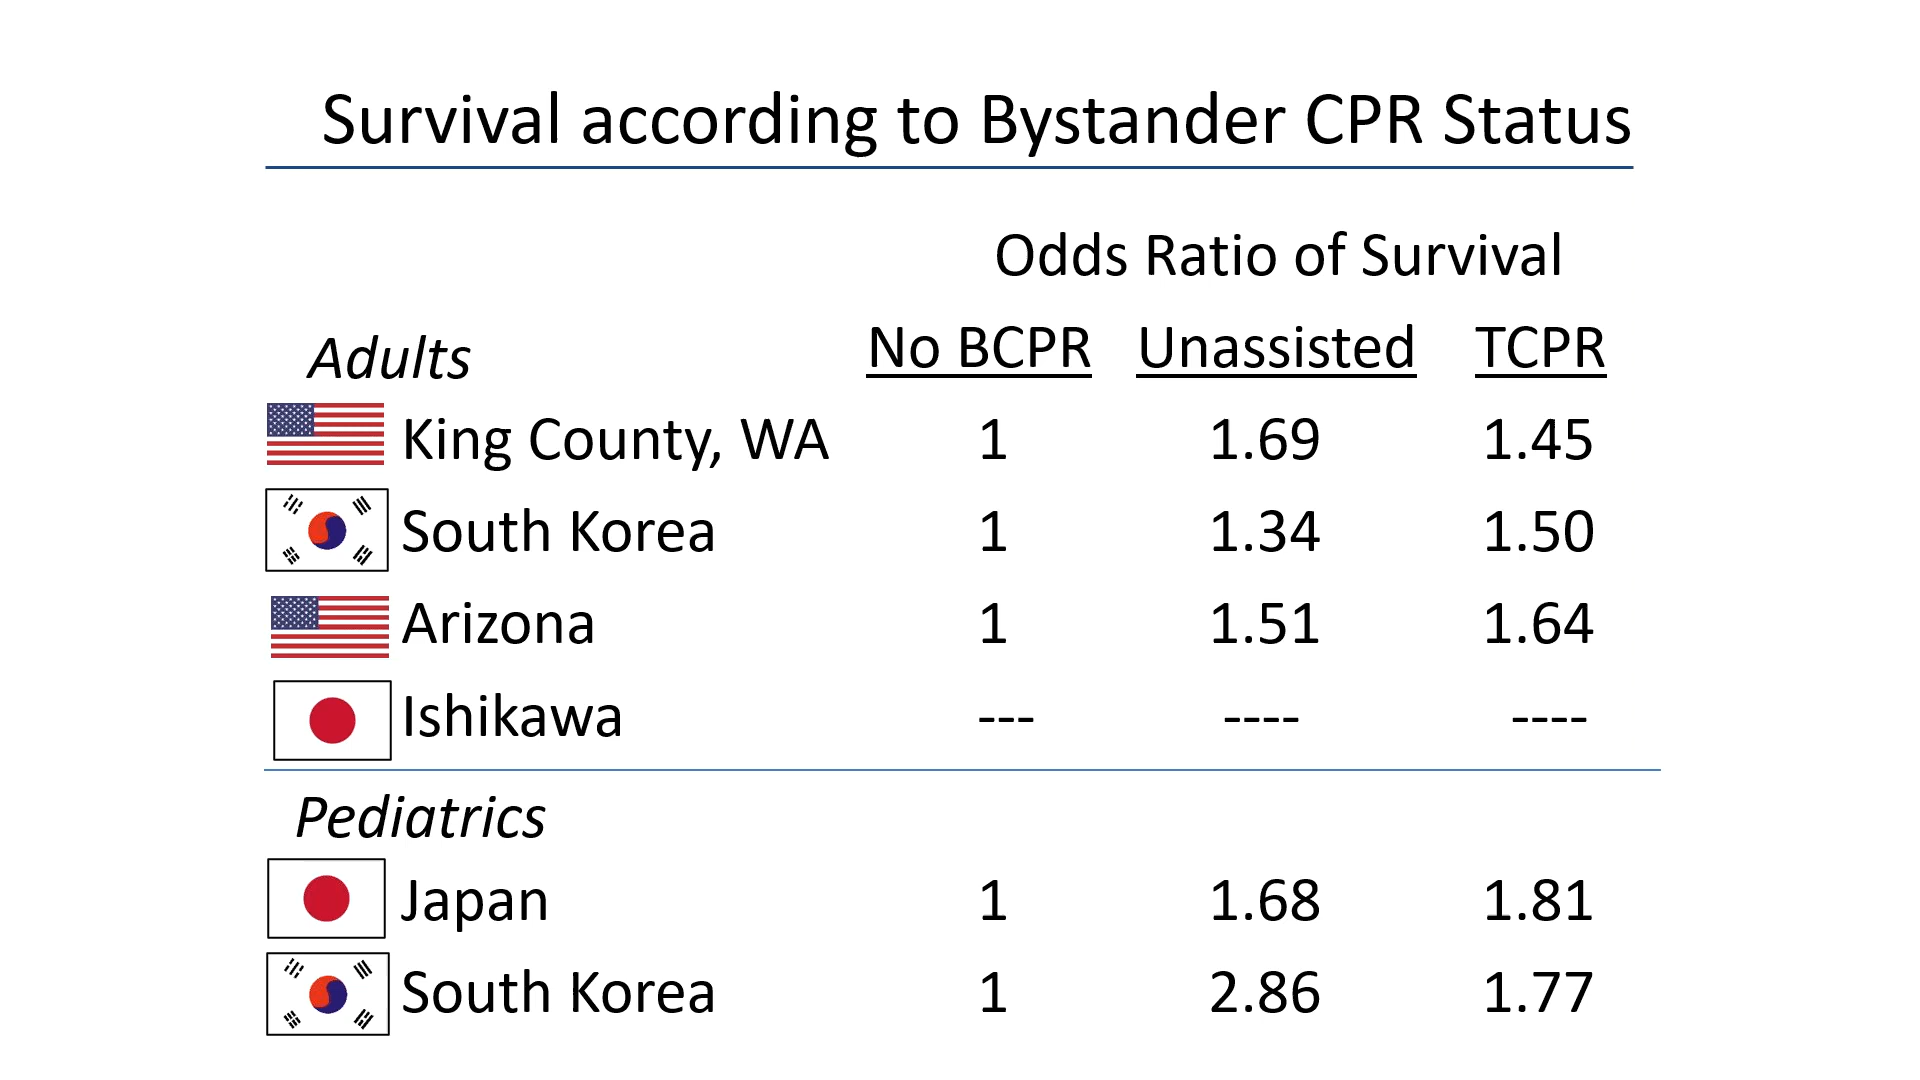 Survival according to Bystander CPR Status
Odds Ratio of Survival
Adults No BCPR Unassisted TCPR
King County, WA 1 1.69 1.45
South Korea 1 1.34 1.50
Arizona 1 1.51 1.64
Ishikawa --- ---- ----
Pediatrics
Japan 1 1.68 1.81
South Korea 1 2.86 1.77